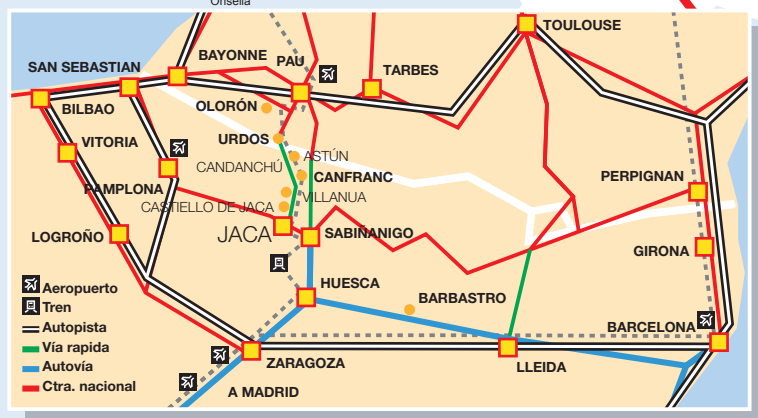 Onsella
TOULOUSE
BAYONNE
PAU
SAN SEBASTIAN
TARBES
BILBAO
OLORÓN
VITORIA
URDOS
ASTÚN
CANDANCHÚ
CANFRANC
PERPIGNAN
PAMPLONA
VILLANUA
CASTIELLO DE JACA
LOGROÑO
JACA
SABIÑANIGO
GIRONA
HUESCA
BARBASTRO
BARCELONA
Aeropuerto
Tren
Autopista
Vía rapida
Autovía
Ctra. nacional
ZARAGOZA
LLEIDA
A MADRID